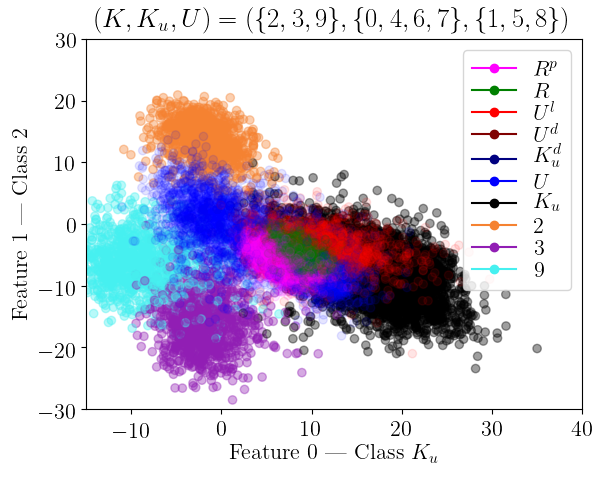 (K, K_u, U) = ({2, 3, 9}, {0, 4, 6, 7}, {1, 5, 8})
30
20
10
0
−10
−20
−30
Feature 1 — Class 2
R^p
R
U^l
U^d
K_u^d
U
K_u
2
3
9
−10
0
10
20
30
40
Feature 0 — Class K_u